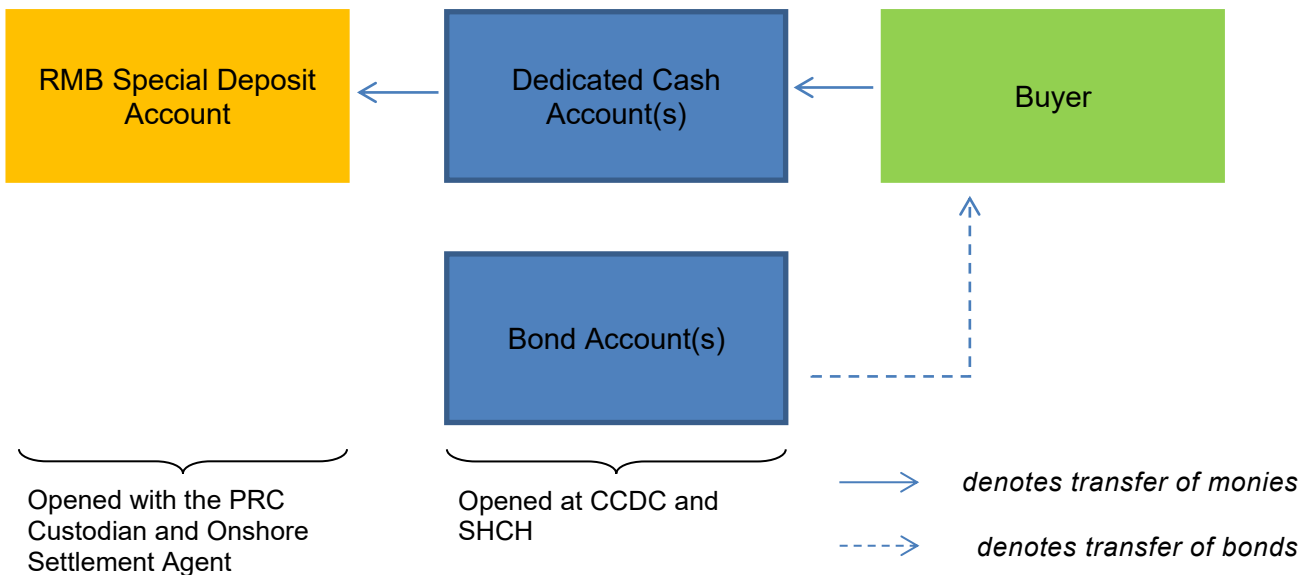 RMB Special Deposit
Account
Dedicated Cash
Account(s)
Buyer
Bond Account(s)
Opened with the PRC
Custodian and Onshore
Settlement Agent
Opened at CCDC and
SHCH
denotes transfer of monies
denotes transfer of bonds